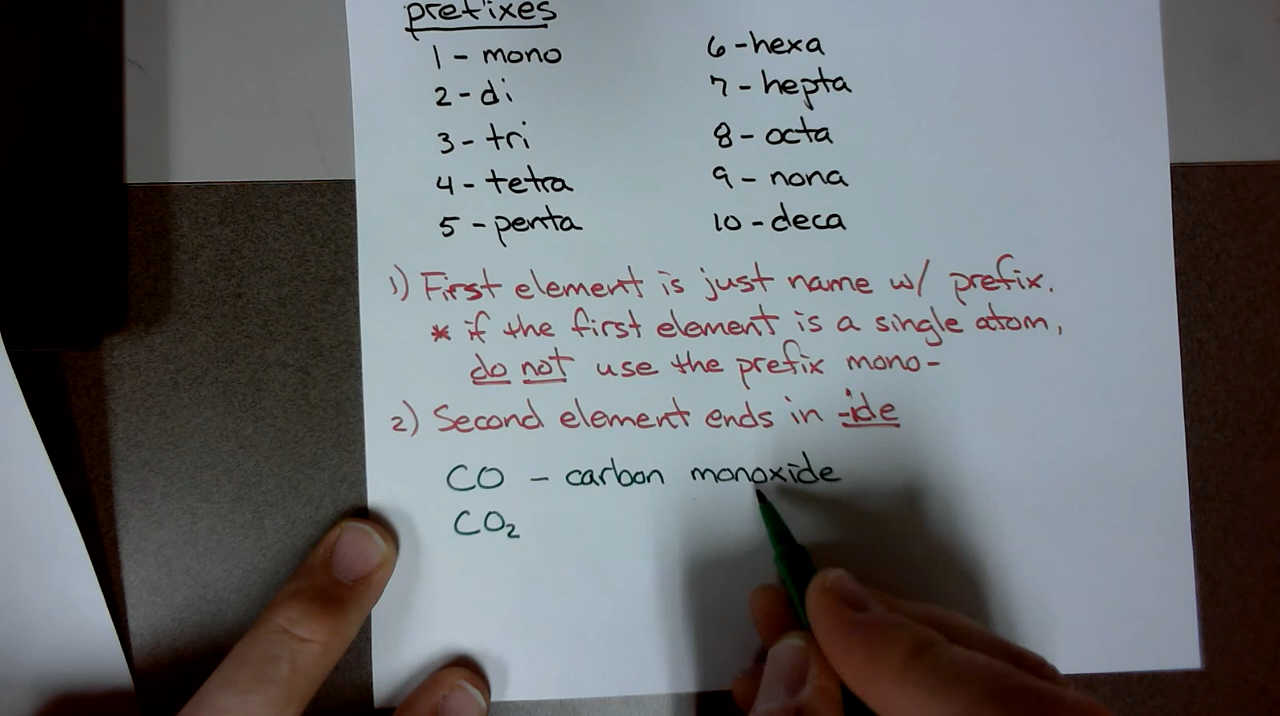 prefixes
1 - mono
2 - di
3 - tri
4 - tetra
5 - penta
6 - hexa
7 - hepta
8 - octa
9 - nona
10 - deca
1) First element is just name w/ prefix.
* if the first element is a single atom,
do not use the prefix mono-
2) Second element ends in -ide
CO - carbon monoxide
CO₂